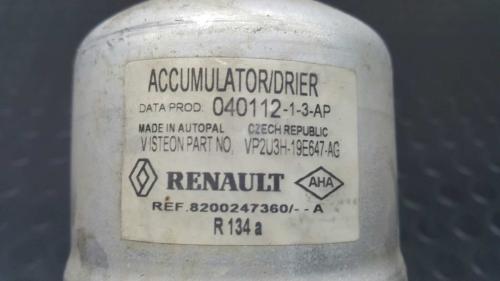 ACCUMULATOR/DRIER
DATA PROD. 040112-1-3-AP
MADE IN AUTOPAL CZECH REPUBLIC
VISTEON PART NO. VP2U3H-19E647-AG
RENAULT AHA
REF.8200247360/--A
R 134 a